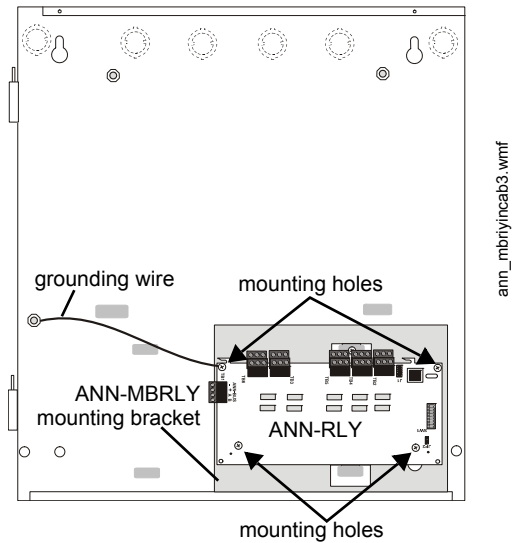 grounding wire
mounting holes
ANN-MBRLY
mounting bracket
ANN-RLY
mounting holes
ann_mbrlyincab3.wmf